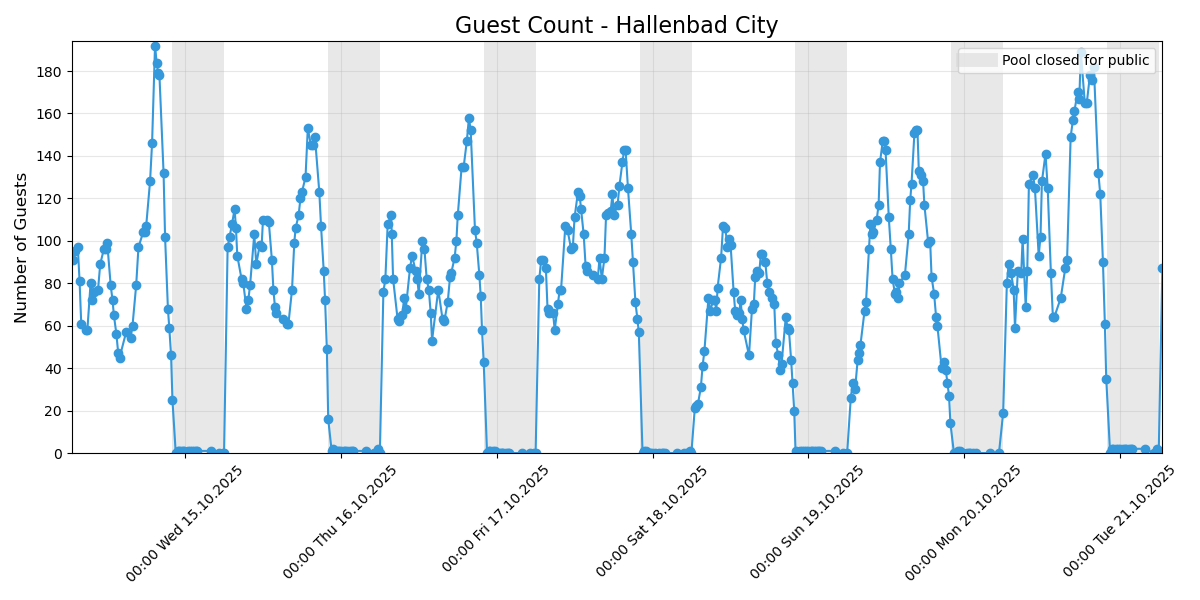 Guest Count - Hallenbad City
Pool closed for public
Number of Guests
180
160
140
120
100
80
60
40
20
0
00:00 Wed 15.10.2025
00:00 Thu 16.10.2025
00:00 Fri 17.10.2025
00:00 Sat 18.10.2025
00:00 Sun 19.10.2025
00:00 Mon 20.10.2025
00:00 Tue 21.10.2025